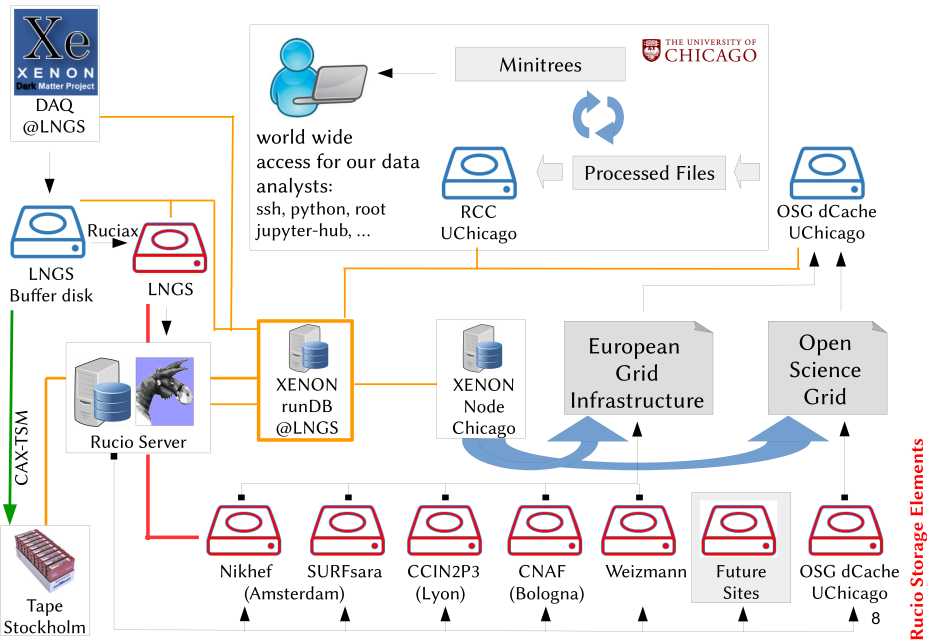 Xe
XENON
Dark Matter Project
DAQ
@LNGS
THE UNIVERSITY OF
CHICAGO
Minitrees
world wide
access for our data
analysts:
ssh, python, root
jupyter-hub, ...
Processed Files
RCC
UChicago
OSG dCache
UChicago
Ruciax
LNGS
Buffer disk
LNGS
CAX-TSM
Rucio Server
XENON
runDB
@LNGS
XENON
Node
Chicago
European
Grid
Infrastructure
Open
Science
Grid
Tape
Stockholm
Nikhef
SURFsara
(Amsterdam)
CCIN2P3
(Lyon)
CNAF
(Bologna)
Weizmann
Future
Sites
OSG dCache
UChicago
8
Rucio Storage Elements